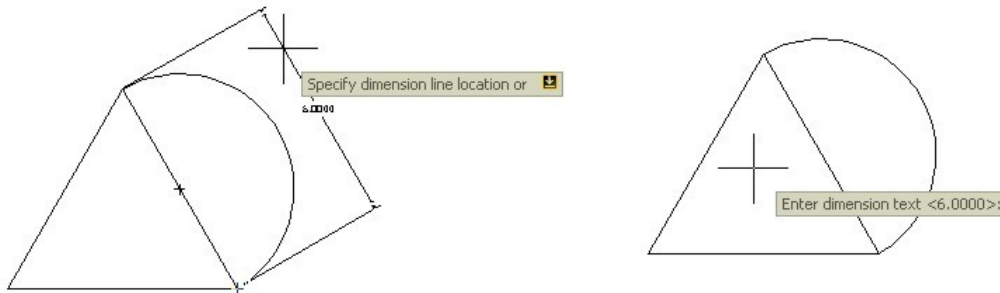 Specify dimension line location or
6.0000
Enter dimension text <6.0000>: